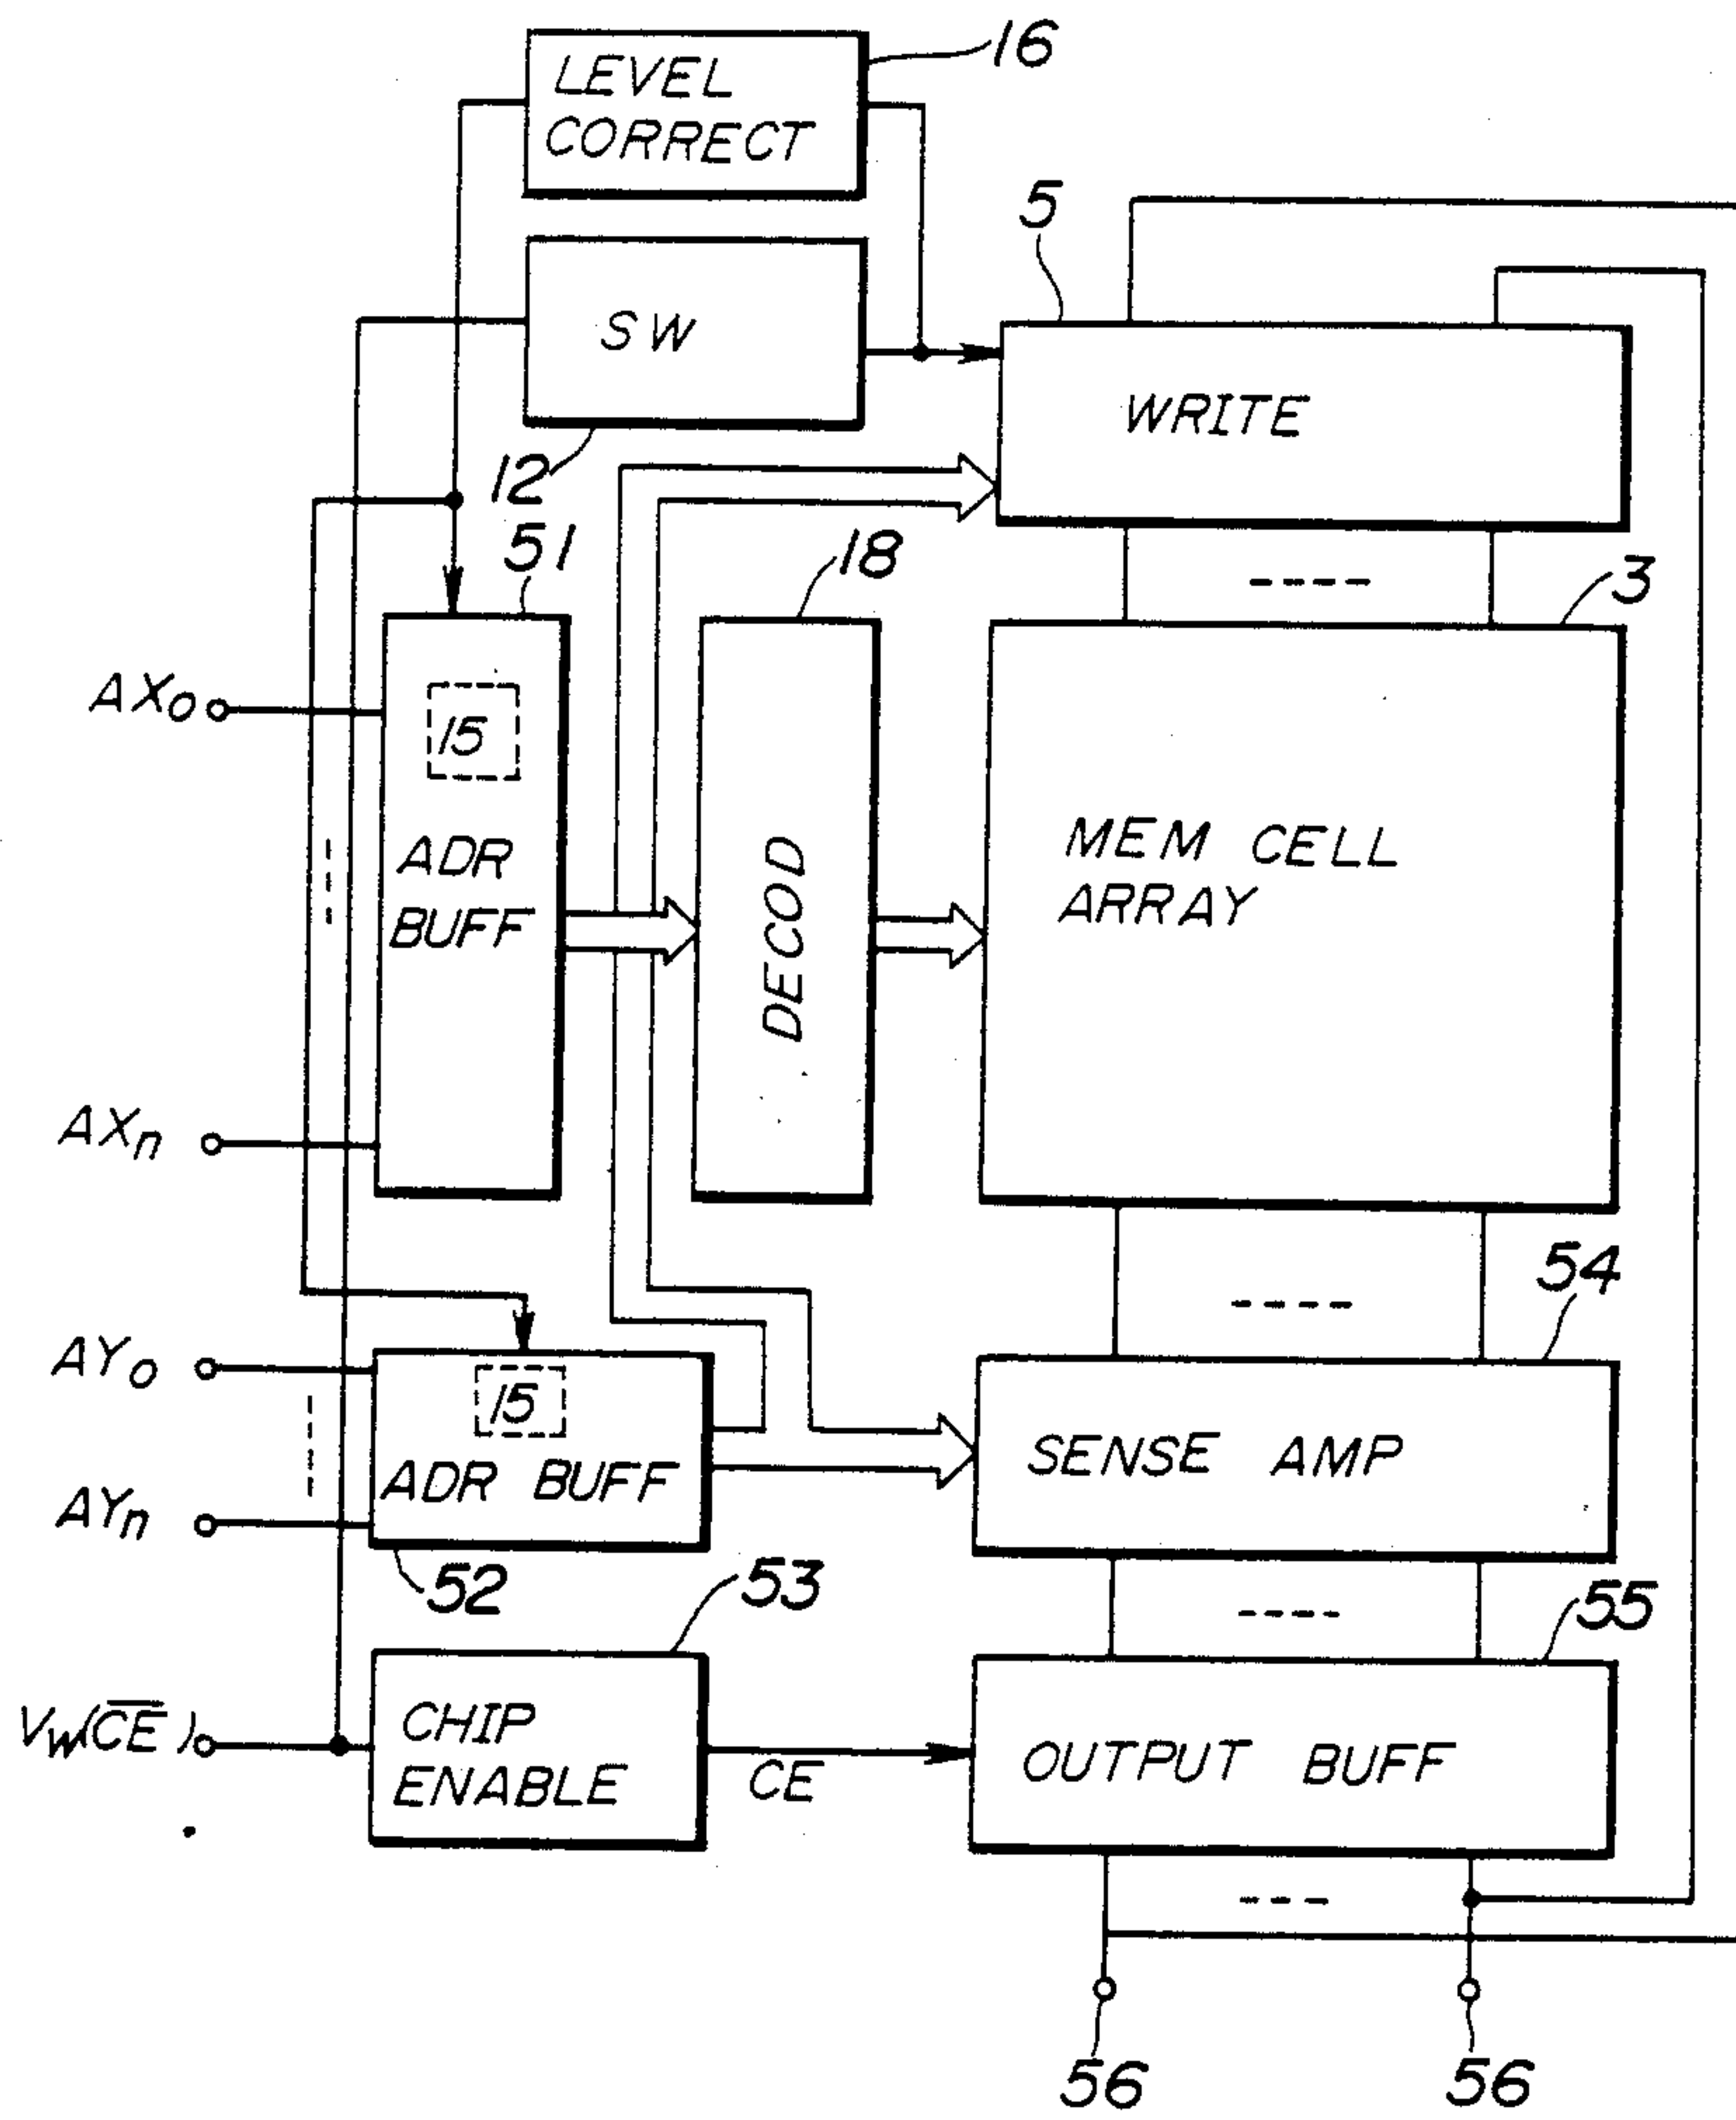 16
LEVEL
CORRECT
5
SW
WRITE
12
51
18
3
AX0
15
ADR
BUFF
DECOD
MEM CELL
ARRAY
AXn
54
AY0
15
ADR BUFF
SENSE AMP
AYn
52
53
55
VW(CE̅)
CHIP
ENABLE
CE
OUTPUT BUFF
56
56